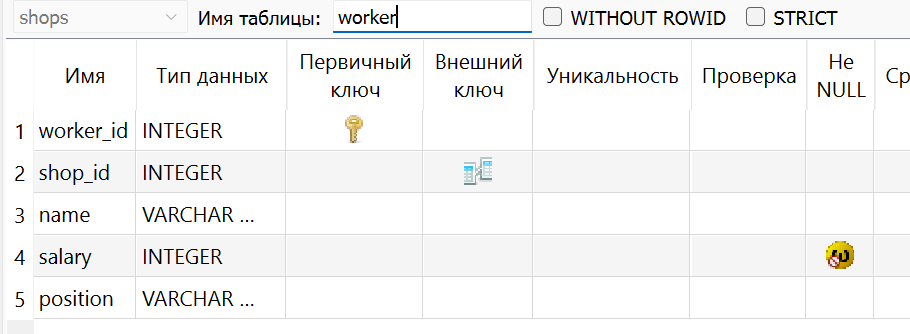 shops Имя таблицы: worker WITHOUT ROWID STRICT
Имя Тип данных Первичный ключ Внешний ключ Уникальность Проверка Не NULL Ср
1 worker_id INTEGER
2 shop_id INTEGER
3 name VARCHAR ...
4 salary INTEGER
5 position VARCHAR ...